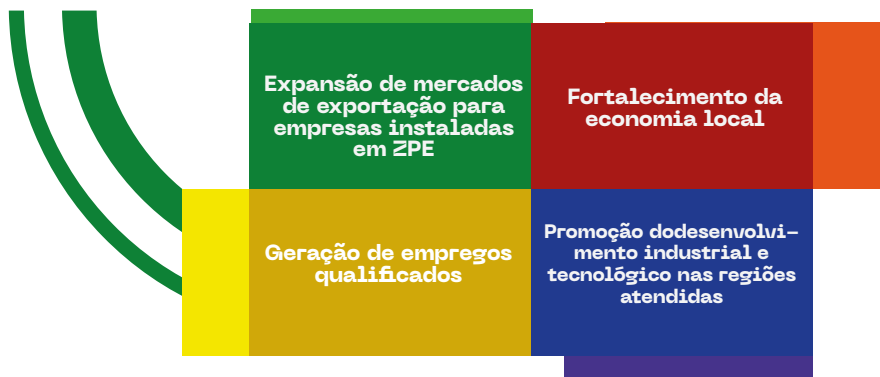 Expansão de mercados
de exportação para
empresas instaladas
em ZPE
Fortalecimento da
economia local
Geração de empregos
qualificados
Promoção dodesenvolvi-
mento industrial e
tecnológico nas regiões
atendidas